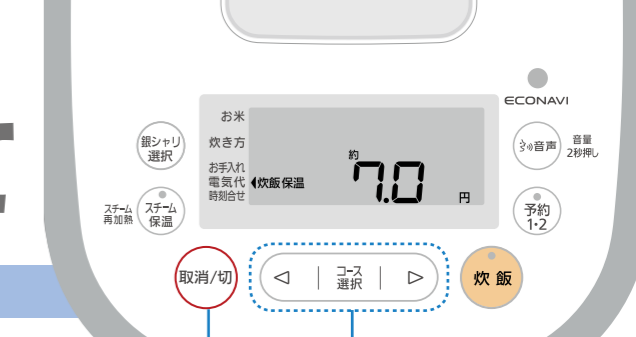 ECONAVI
お米
銀シャリ
選択
炊き方
約
7.0
円
音声
音量
2秒押し
お手入れ
電気代
時刻合せ
炊飯保温
スチーム
再加熱
スチーム
保温
予約
1・2
取消/切
コース
選択
炊飯